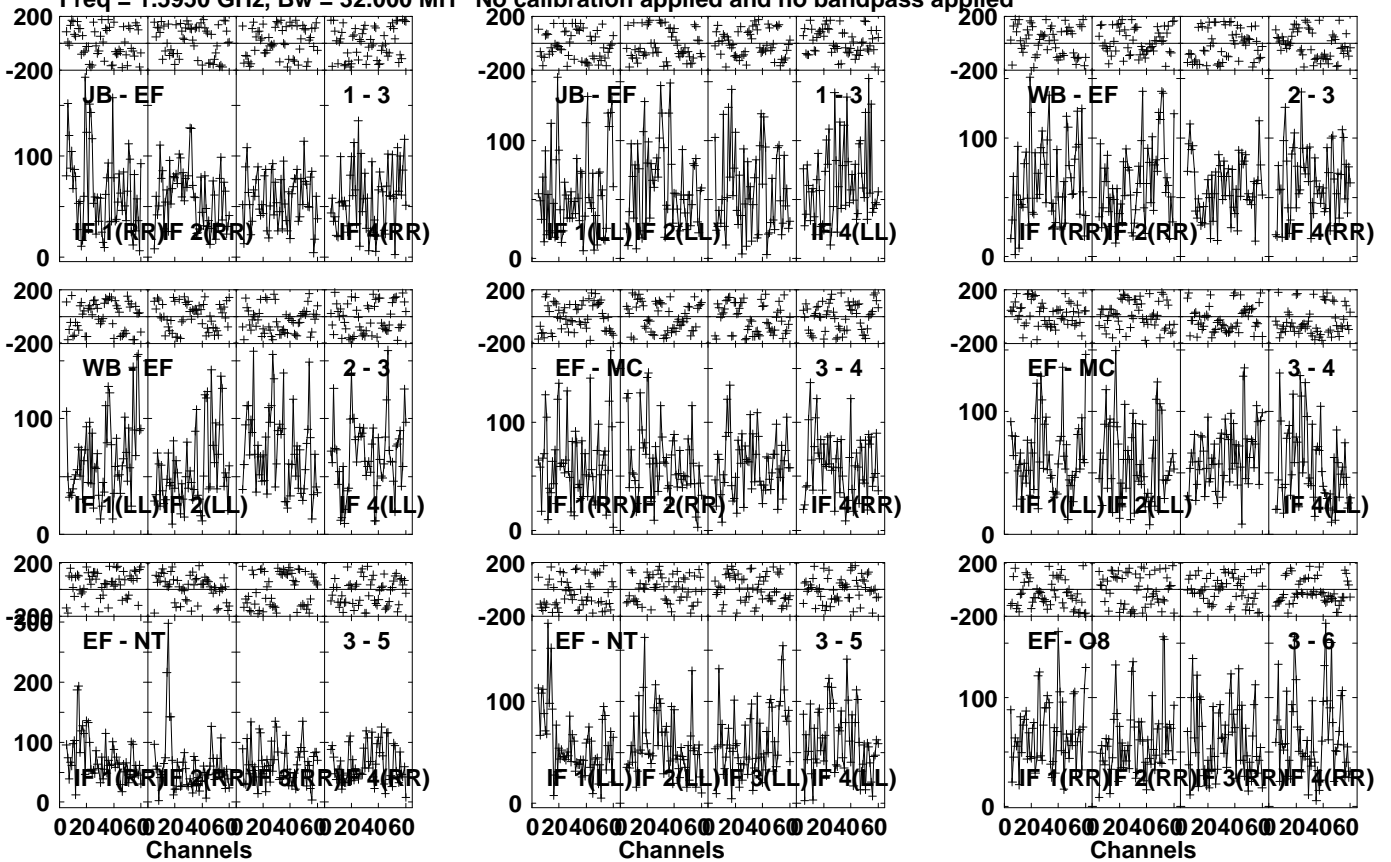 Freq = 1.5950 GHz, Bw = 32.000 MH No calibration applied and no bandpass applied
200
-200
JB - EF 1 - 3
100
IF 1(RR) IF 2(RR) IF 4(RR)
0
JB - EF 1 - 3
100
IF 1(LL) IF 2(LL) IF 4(LL)
0
200
-200
WB - EF 2 - 3
100
IF 1(RR) IF 2(RR) IF 4(RR)
0
200
-200
WB - EF 2 - 3
100
IF 1(LL) IF 2(LL) IF 4(LL)
0
200
-200
EF - MC 3 - 4
100
IF 1(RR) IF 2(RR) IF 4(RR)
0
200
-200
EF - MC 3 - 4
100
IF 1(LL) IF 2(LL) IF 4(LL)
0
200
-200
300
EF - NT 3 - 5
200
100
IF 1(RR) IF 2(RR) IF 3(RR) IF 4(RR)
0
0 20 40 60 0 20 40 60 0 20 40 60 0 20 40 60
Channels
200
-200
EF - NT 3 - 5
100
IF 1(LL) IF 2(LL) IF 3(LL) IF 4(LL)
0
0 20 40 60 0 20 40 60 0 20 40 60 0 20 40 60
Channels
200
-200
EF - O8 3 - 6
100
IF 1(RR) IF 2(RR) IF 3(RR) IF 4(RR)
0
0 20 40 60 0 20 40 60 0 20 40 60 0 20 40 60
Channels